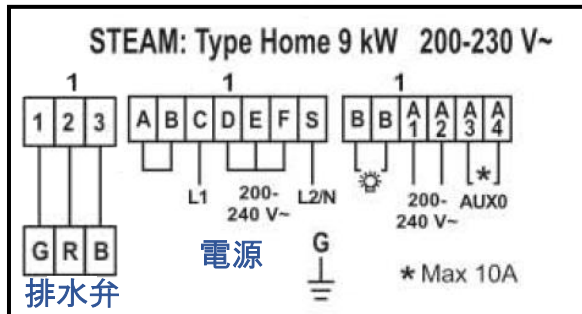 STEAM: Type Home 9 kW 200-230 V~
1 1 1
1 2 3 A B C D E F S B B A1 A2 A3 A4
*
L1 200- L2/N 200- AUX0
240 V~ 240 V~
G R B 電源 G * Max 10A
排水弁